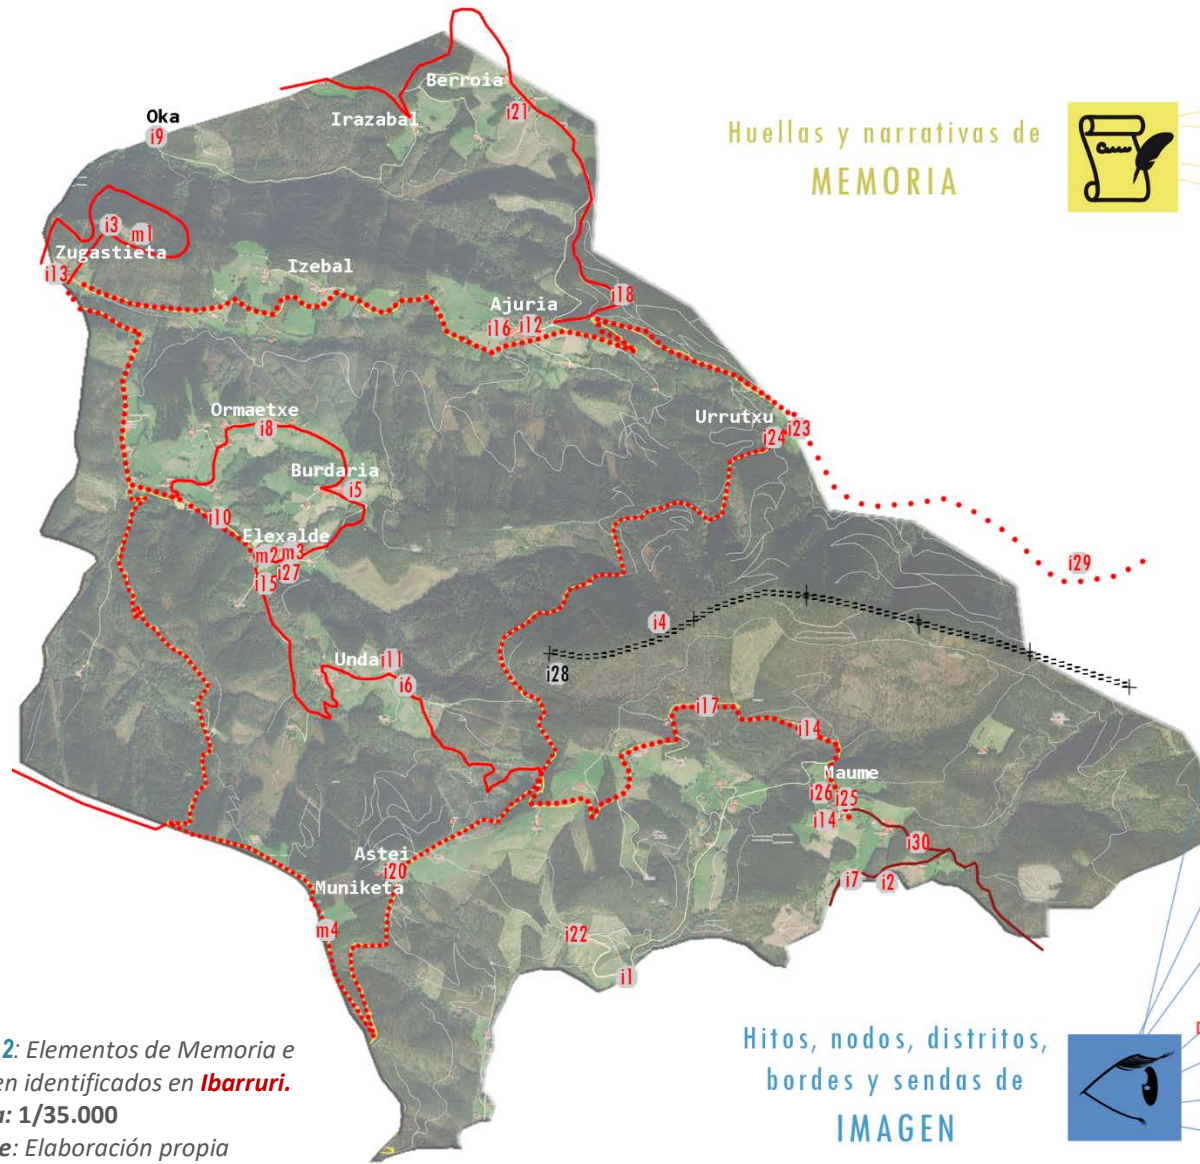 Berroia
i21
Oka
i9
Irazabal
Huellas y narrativas de
MEMORIA
i3
m1
Zugastieta
i13
Izebal
i18
Ajuria
i16
i12
Ormaetxe
i8
Urrutxu
i23
i24
Burdaria
i5
i10
Elexalde
m2
m3
i27
i15
i29
i4
Unda
i11
i6
i28
i17
i14
Maume
i26
i25
i14
i30
Astei
i20
Muniketa
i7
i2
m4
i22
i1
2: Elementos de Memoria e
en identificados en Ibarruri.
a: 1/35.000
e: Elaboración propia
Hitos, nodos, distritos,
bordes y sendas de
IMAGEN